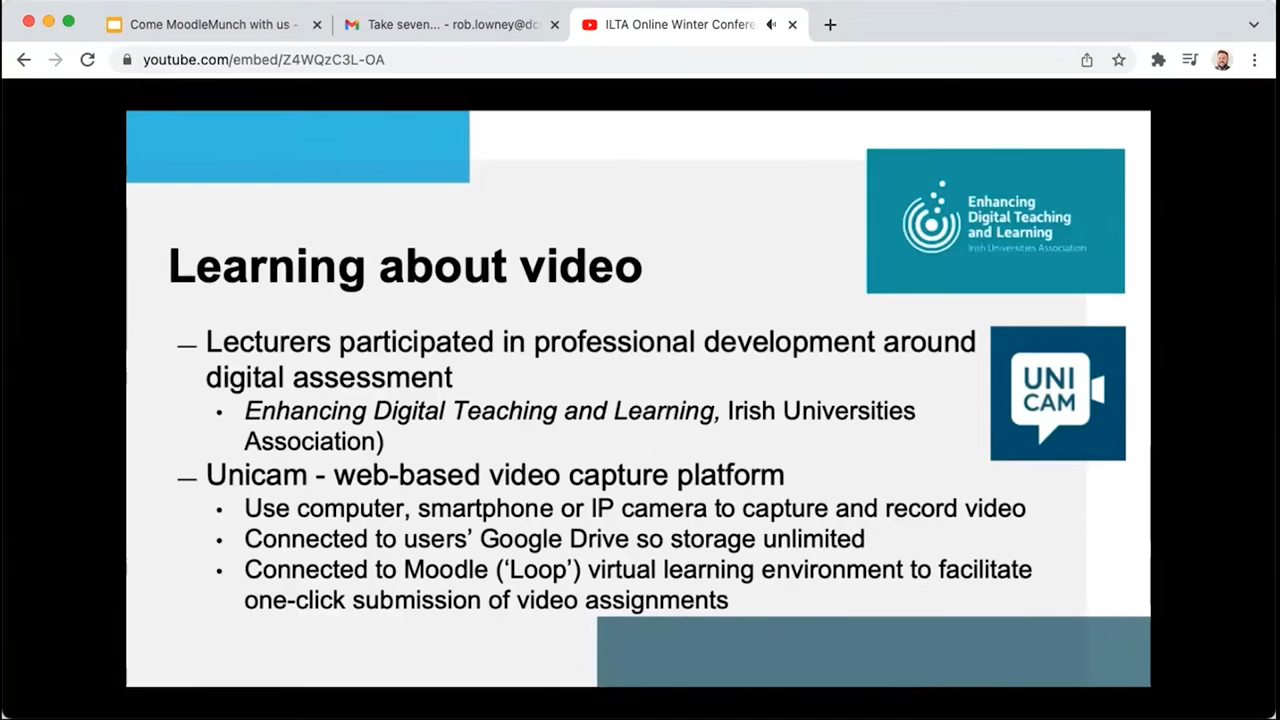 Come MoodleMunch with us -
Take seven... - rob.lowney@dc
ILTA Online Winter Confere
youtube.com/embed/Z4WQzC3L-OA
Enhancing
Digital Teaching
and Learning
Irish Universities Association
Learning about video
— Lecturers participated in professional development around
digital assessment
• Enhancing Digital Teaching and Learning, Irish Universities
Association)
UNI
CAM
— Unicam - web-based video capture platform
• Use computer, smartphone or IP camera to capture and record video
• Connected to users’ Google Drive so storage unlimited
• Connected to Moodle (‘Loop’) virtual learning environment to facilitate
one-click submission of video assignments